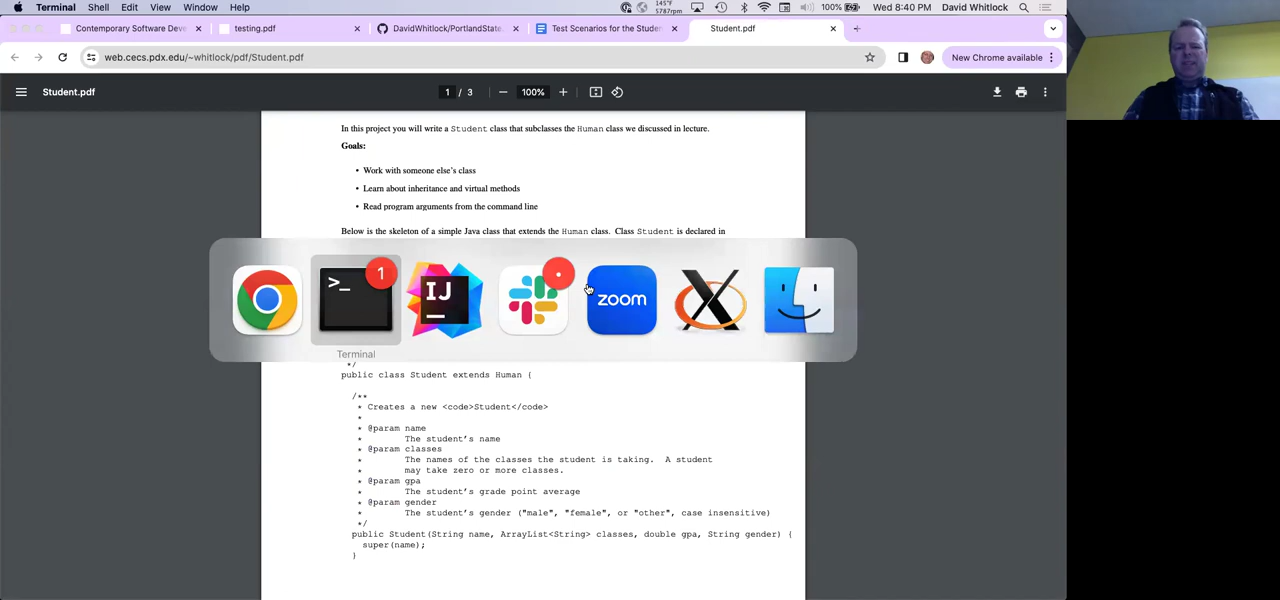 Terminal Shell Edit View Window Help 145°F 5787rpm 100% Wed 8:40 PM David Whitlock
Contemporary Software Deve testing.pdf DavidWhitlock/PortlandState. Test Scenarios for the Stude Student.pdf
web.cecs.pdx.edu/~whitlock/pdf/Student.pdf New Chrome available
Student.pdf 1 / 3 100%
In this project you will write a Student class that subclasses the Human class we discussed in lecture.
Goals:
• Work with someone else's class
• Learn about inheritance and virtual methods
• Read program arguments from the command line
Below is the skeleton of a simple Java class that extends the Human class. Class Student is declared in
>_ 1 IJ zoom
Terminal
*/
public class Student extends Human {
/**
* Creates a new <code>Student</code>
*
* @param name
* The student's name
* @param classes
* The names of the classes the student is taking. A student
* may take zero or more classes.
* @param gpa
* The student's grade point average
* @param gender
* The student's gender ("male", "female", or "other", case insensitive)
*/
public Student(String name, ArrayList<String> classes, double gpa, String gender) {
super(name);
}